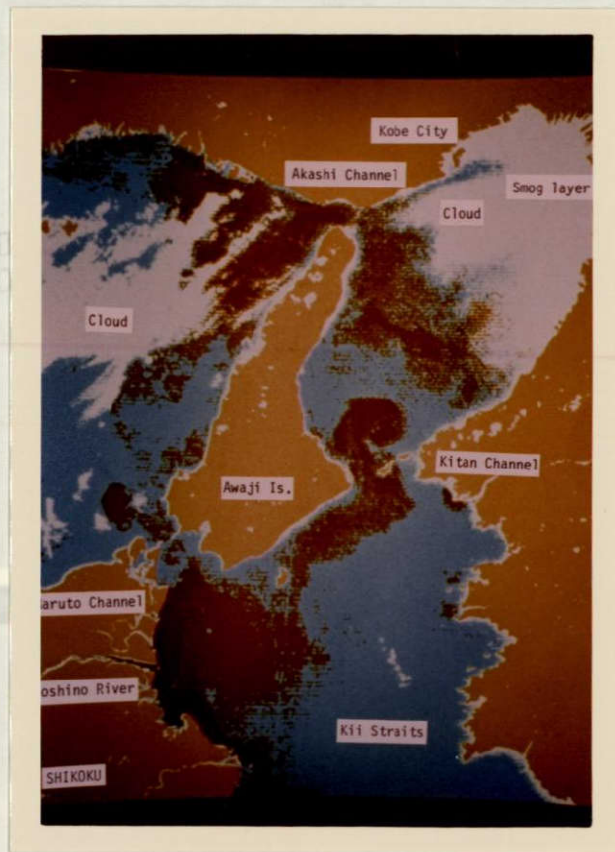 Kobe City
Akashi Channel
Smog layer
Cloud
Cloud
Kitan Channel
Awaji Is.
aruto Channel
oshino River
Kii Straits
SHIKOKU